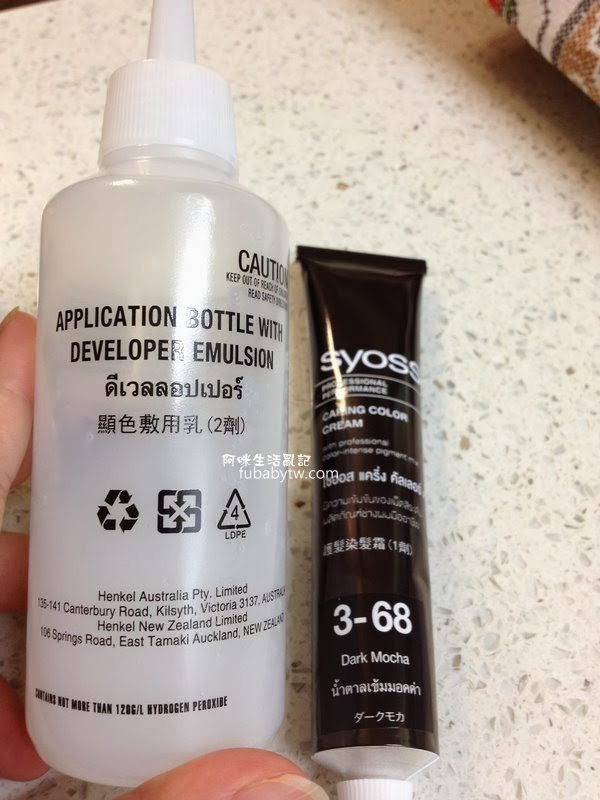 CAUTION
KEEP OUT OF REACH OF
READ SAFETY
APPLICATION BOTTLE WITH
DEVELOPER EMULSION
ดีเวลลอปเปอร์
顯色敷用乳(2劑)
阿咪生活亂記
fubabytw.com
4
LDPE
Henkel Australia Pty. Limited
135-141 Canterbury Road, Kilsyth, Victoria 3137, AUSTRALIA
Henkel New Zealand Limited
106 Springs Road, East Tamaki Auckland, NEW ZEALAND
CONTAINS NOT MORE THAN 120G/L HYDROGEN PEROXIDE
syoss
PROFESSIONAL
PERFORMANCE
CARING COLOR
CREAM
with professional
color-intense pigment
ไซออส แคริ่ง คัลเลอร์
護髮染髮霜(1劑)
3-68
Dark Mocha
น้ำตาลเข้มมอคค่า
ダークモカ